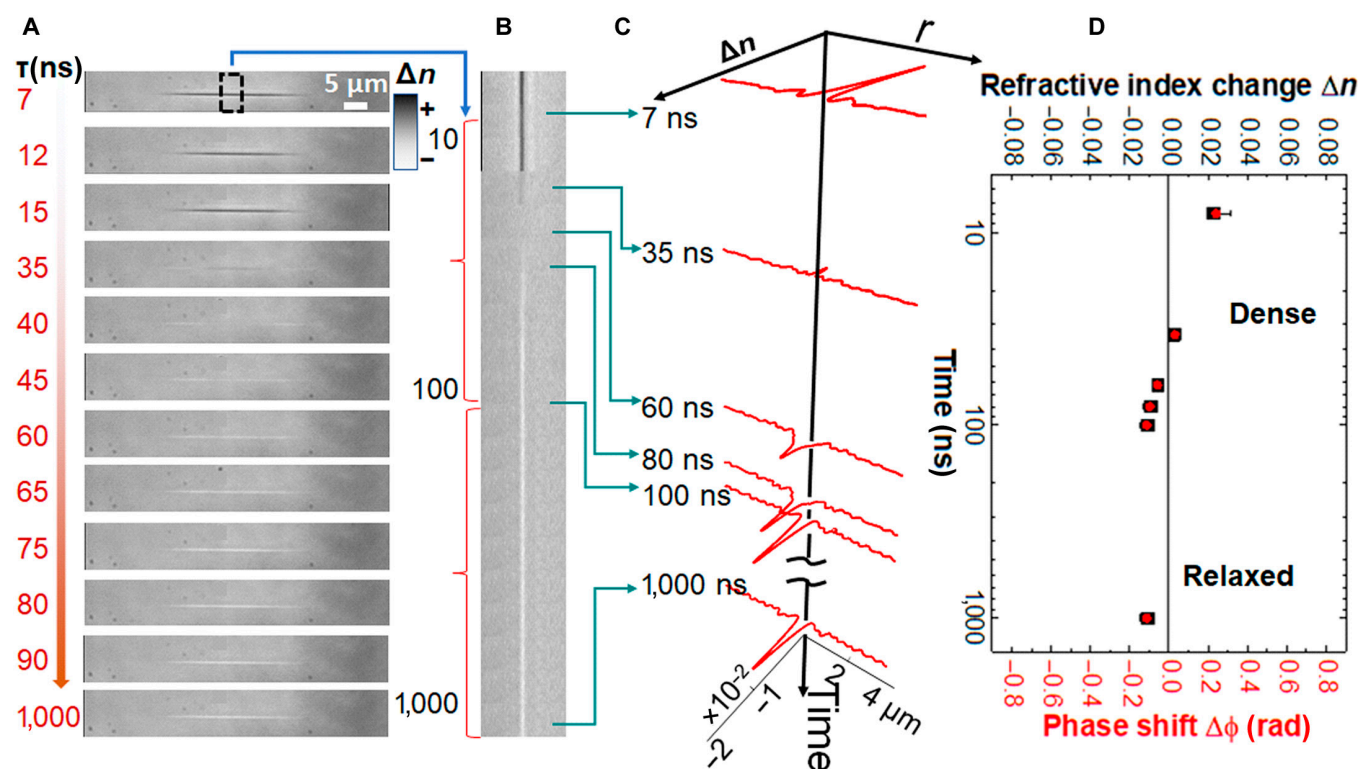 A
B
C
D
τ(ns)
7
12
15
35
40
45
60
65
75
80
90
1,000
5 µm
Δn
+
−
10
100
1,000
Δn
r
7 ns
35 ns
60 ns
80 ns
100 ns
1,000 ns
×10⁻²
−2
−1
2
4 µm
Time
Refractive index change Δn
−0.08
−0.06
−0.04
−0.02
0.00
0.02
0.04
0.06
0.08
Time (ns)
10
100
1,000
Dense
Relaxed
−0.8
−0.6
−0.4
−0.2
0.0
0.2
0.4
0.6
0.8
Phase shift Δϕ (rad)